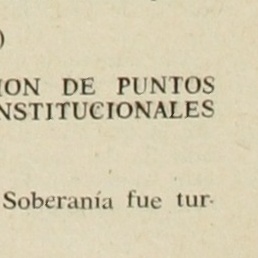 )
ION DE PUNTOS
NSTITUCIONALES
Soberanía fue tur-